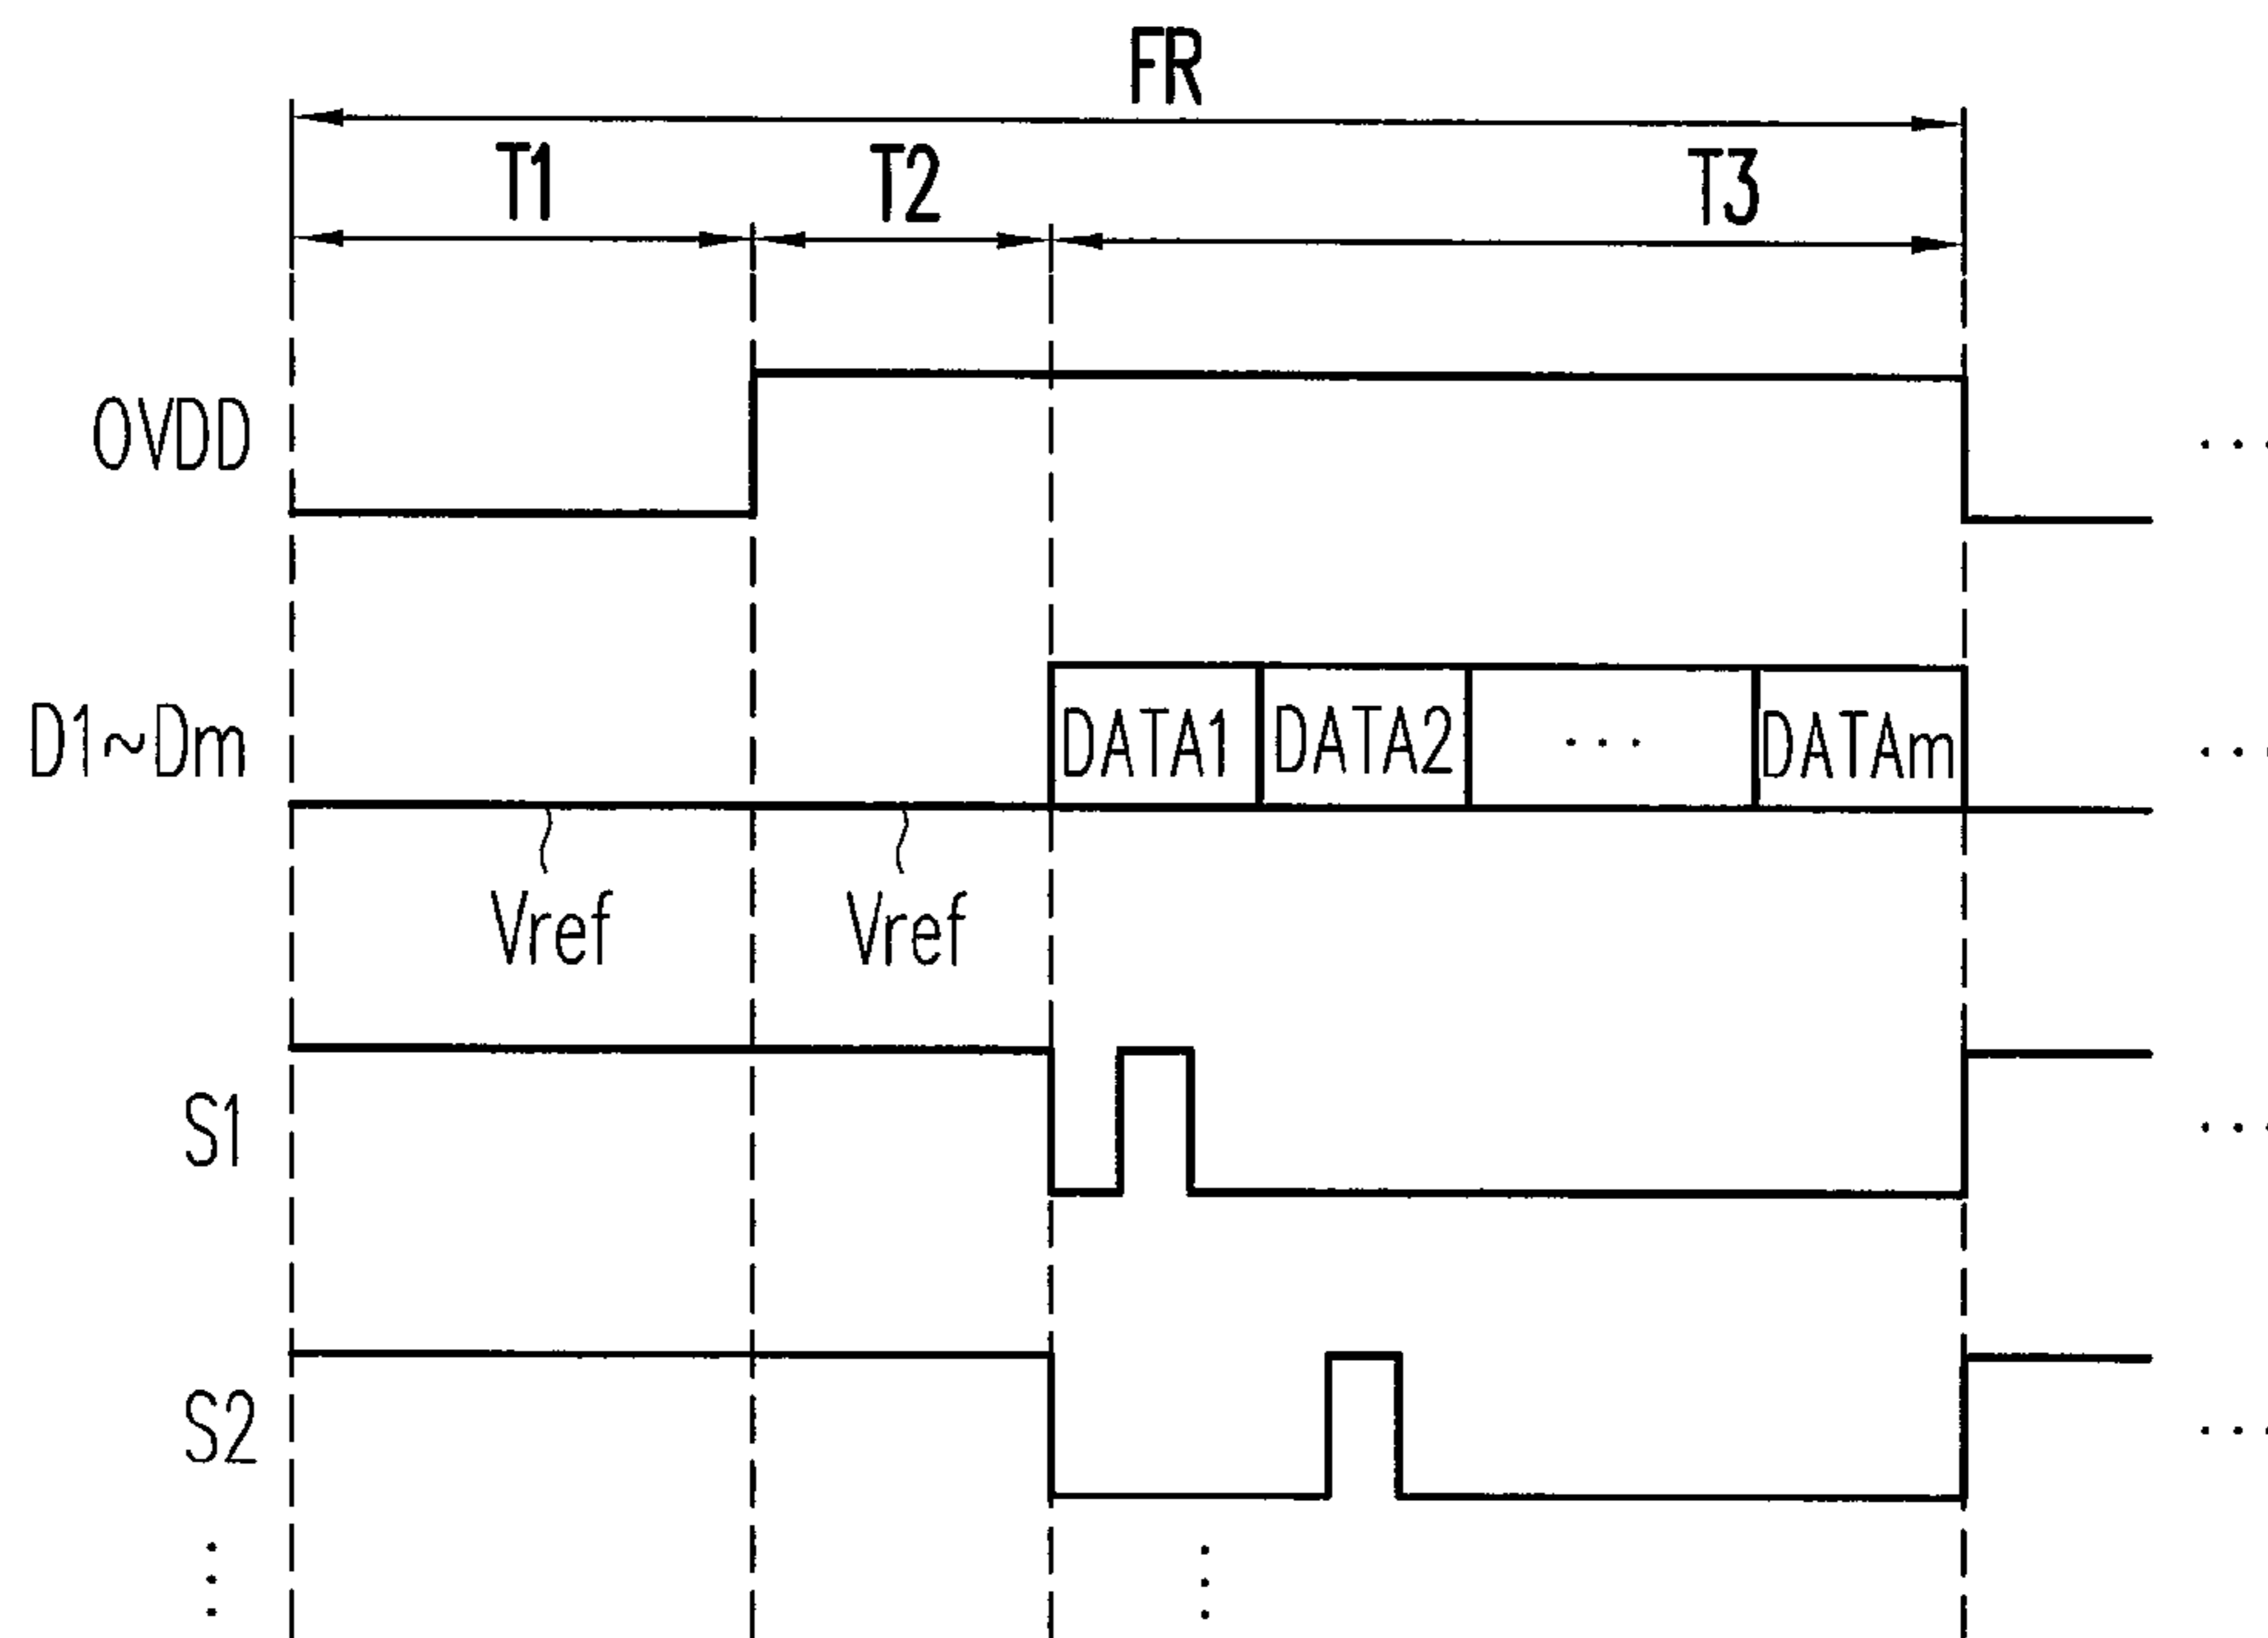 FR
T1 T2 T3
OVDD ...
D1~Dm DATA1 DATA2 ... DATAm ...
Vref Vref
S1 ...
S2 ...